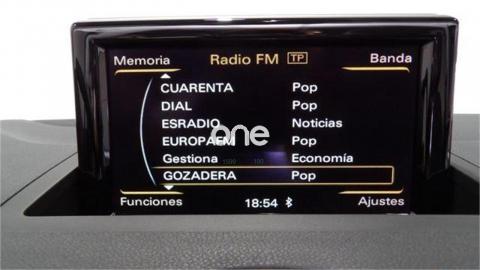 Memoria Radio FM TP Banda
CUARENTA Pop
DIAL Pop
ESRADIO Noticias
one
EUROPAFM Pop
Gestiona Economía
GOZADERA Pop
Funciones 18:54 Ajustes